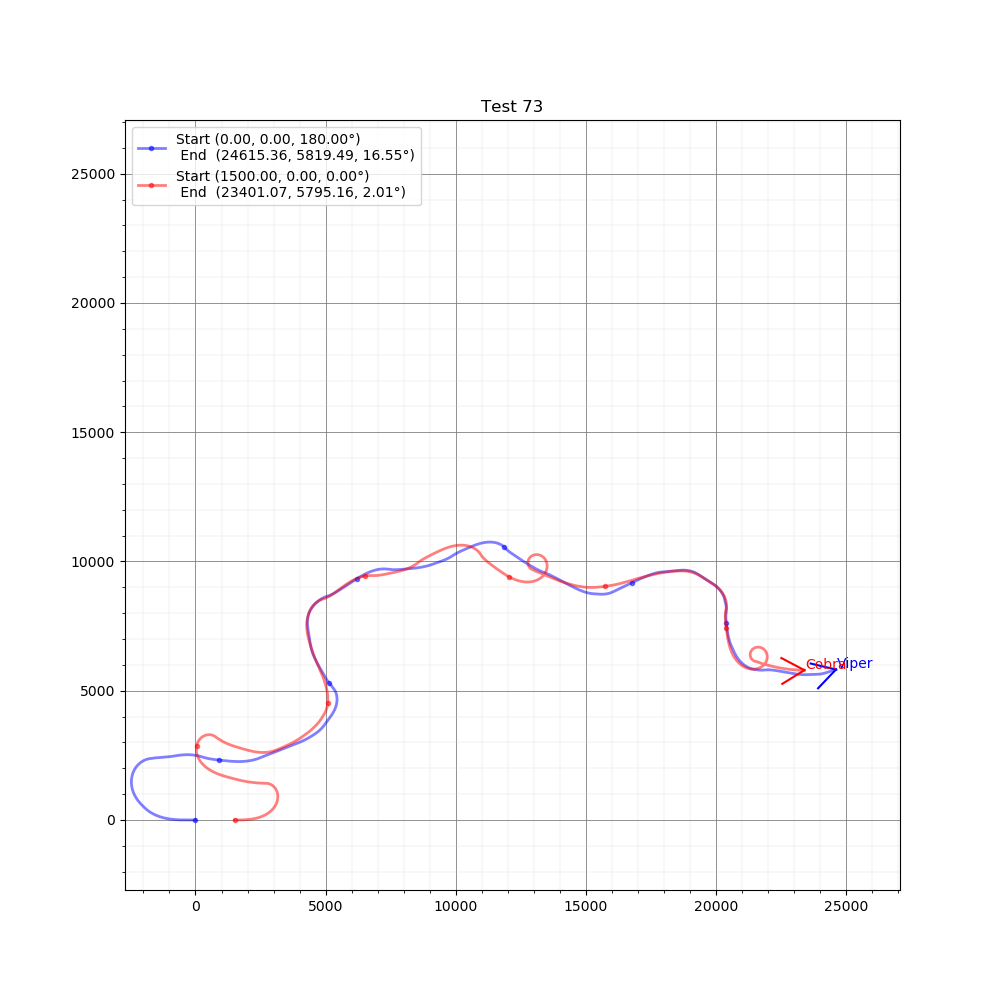 Test 73
Start (0.00, 0.00, 180.00°)
End  (24615.36, 5819.49, 16.55°)
Start (1500.00, 0.00, 0.00°)
End  (23401.07, 5795.16, 2.01°)
25000
20000
15000
10000
5000
0
Cobra
Viper
0
5000
10000
15000
20000
25000